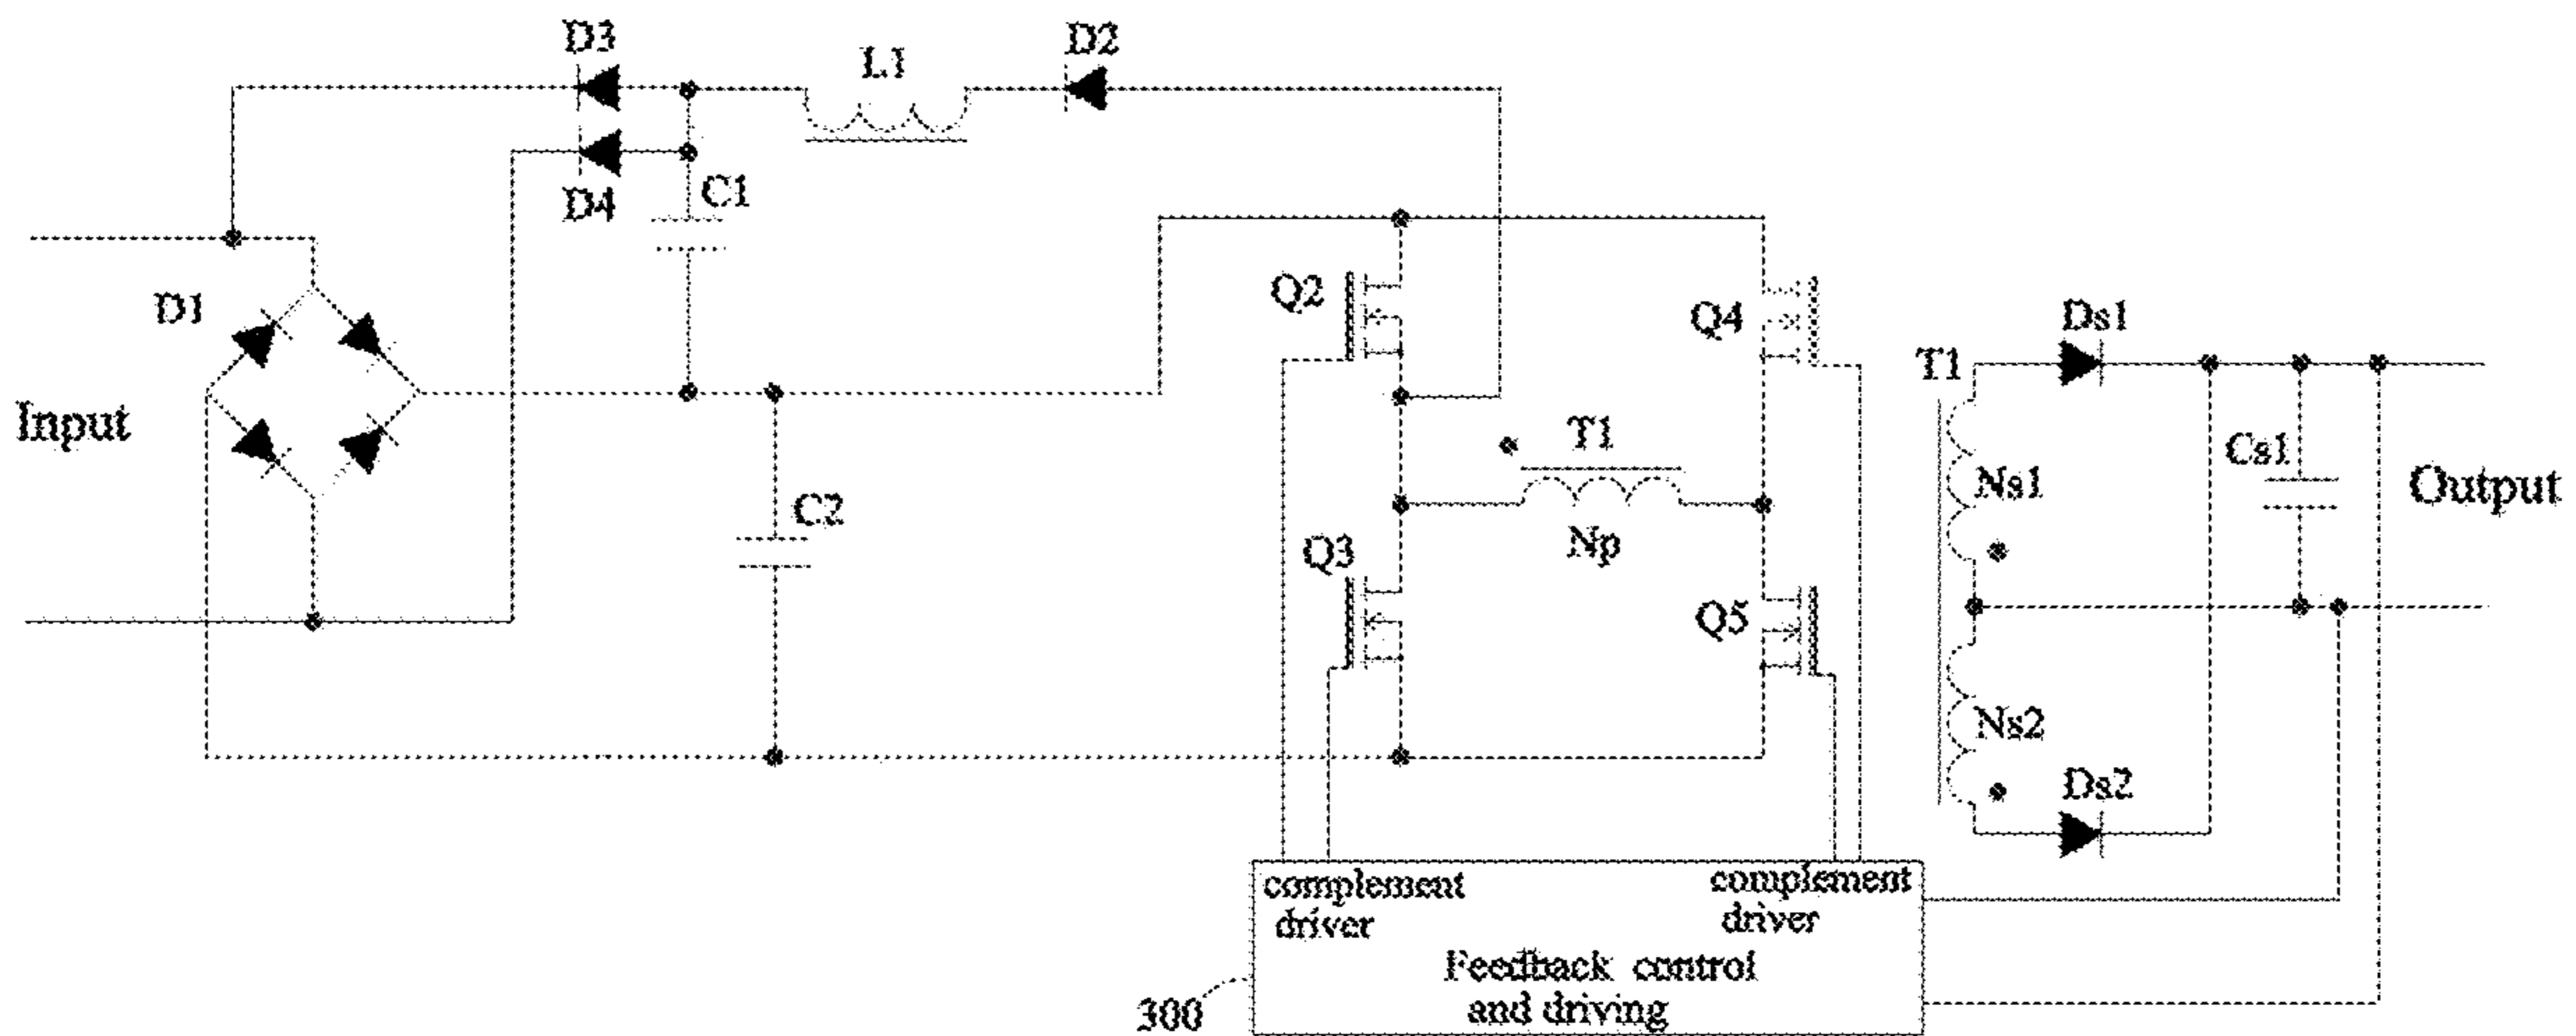 D3
L1
D2
D4
C1
D1
Input
C2
Q2
Q4
T1
Np
Q3
Q5
T1
Ds1
Ns1
Cs1
Output
Ns2
Ds2
complement
driver
complement
driver
Feedback control
and driving
300